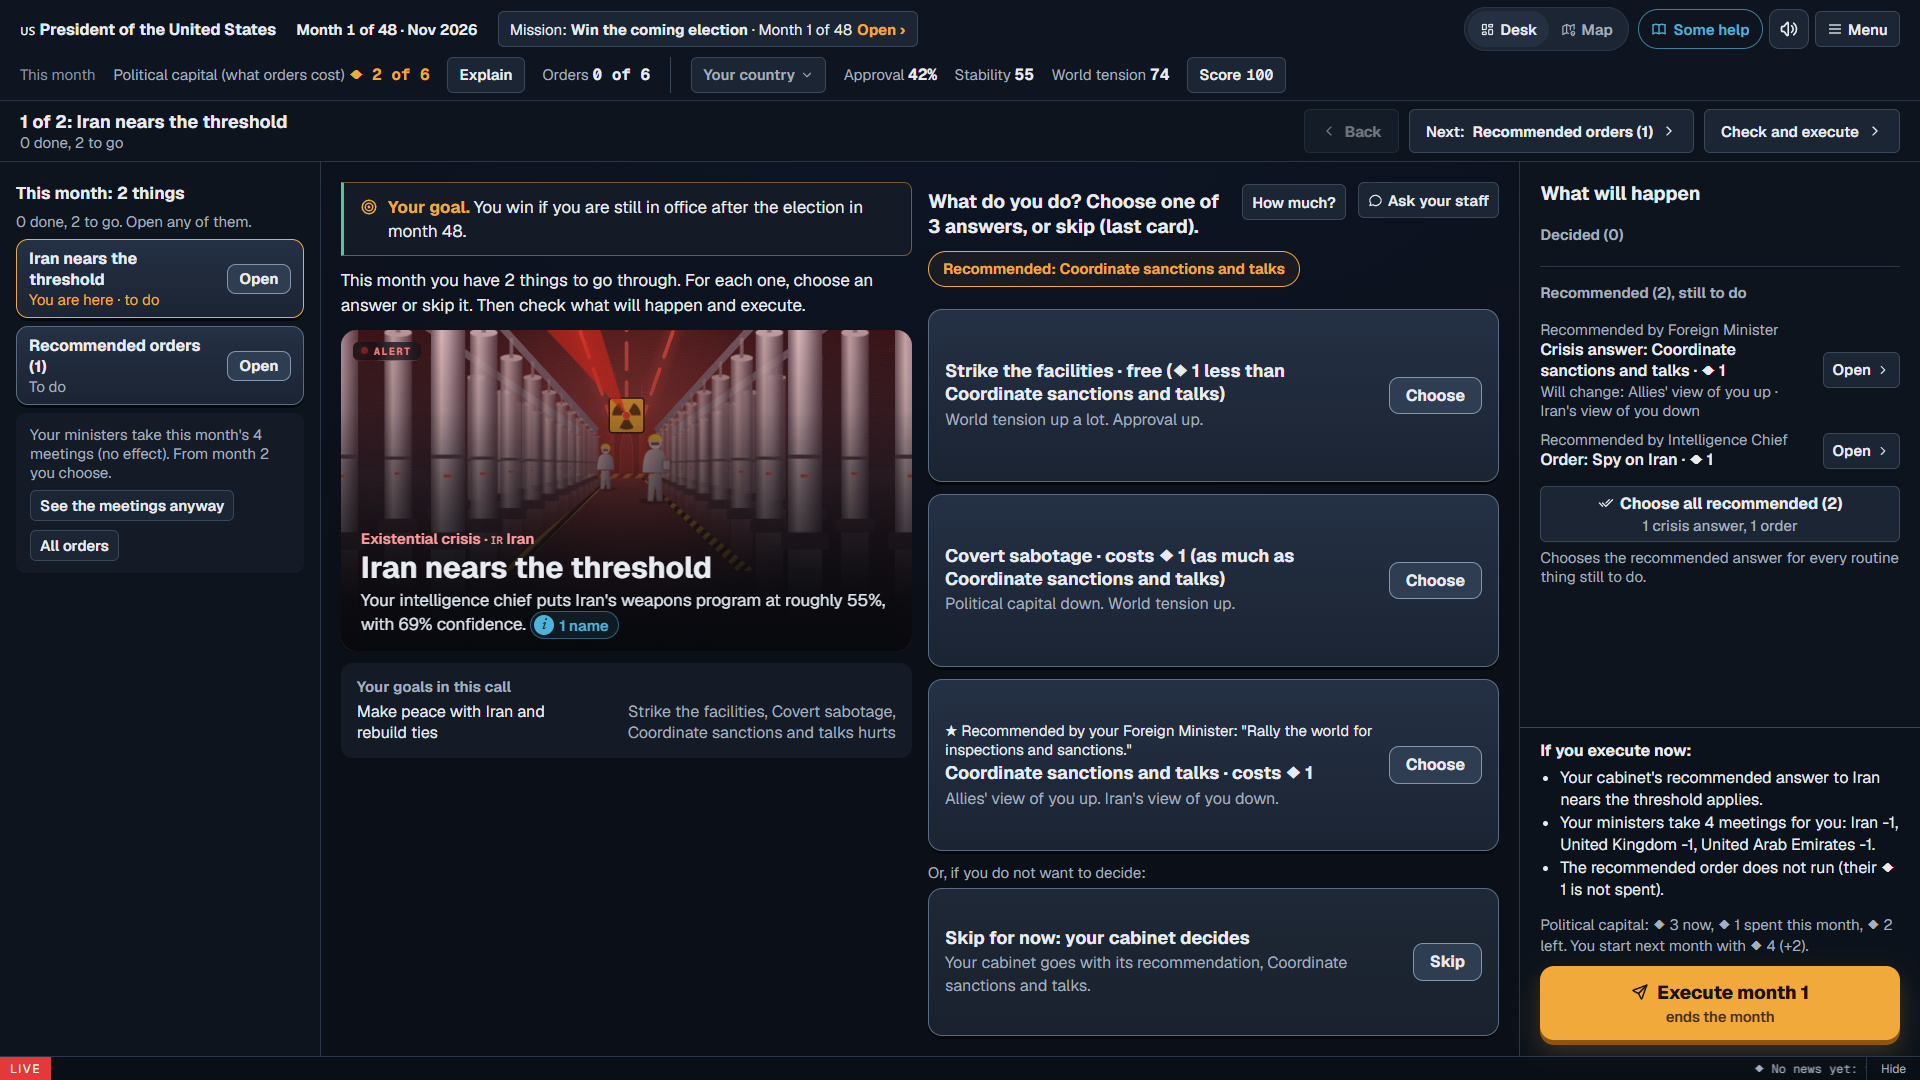 US President of the United States
Month 1 of 48 · Nov 2026
Mission: Win the coming election · Month 1 of 48 Open ›
Desk
Map
Some help
Menu
This month
Political capital (what orders cost) ◆ 2 of 6
Explain
Orders 0 of 6
Your country
Approval 42%
Stability 55
World tension 74
Score 100
1 of 2: Iran nears the threshold
0 done, 2 to go
Back
Next: Recommended orders (1)
Check and execute
This month: 2 things
0 done, 2 to go. Open any of them.
Iran nears the
threshold
You are here · to do
Open
Recommended orders
(1)
To do
Open
Your ministers take this month's 4
meetings (no effect). From month 2
you choose.
See the meetings anyway
All orders
Your goal. You win if you are still in office after the election in
month 48.
This month you have 2 things to go through. For each one, choose an
answer or skip it. Then check what will happen and execute.
ALERT
Existential crisis · IR Iran
Iran nears the threshold
Your intelligence chief puts Iran's weapons program at roughly 55%,
with 69% confidence. i 1 name
Your goals in this call
Make peace with Iran and
rebuild ties
Strike the facilities, Covert sabotage,
Coordinate sanctions and talks hurts
What do you do? Choose one of
3 answers, or skip (last card).
How much?
Ask your staff
Recommended: Coordinate sanctions and talks
Strike the facilities · free (◆ 1 less than
Coordinate sanctions and talks)
World tension up a lot. Approval up.
Choose
Covert sabotage · costs ◆ 1 (as much as
Coordinate sanctions and talks)
Political capital down. World tension up.
Choose
★ Recommended by your Foreign Minister: "Rally the world for
inspections and sanctions."
Coordinate sanctions and talks · costs ◆ 1
Allies' view of you up. Iran's view of you down.
Choose
Or, if you do not want to decide:
Skip for now: your cabinet decides
Your cabinet goes with its recommendation, Coordinate
sanctions and talks.
Skip
What will happen
Decided (0)
Recommended (2), still to do
Recommended by Foreign Minister
Crisis answer: Coordinate
sanctions and talks · ◆ 1
Will change: Allies' view of you up ·
Iran's view of you down
Open
Recommended by Intelligence Chief
Order: Spy on Iran · ◆ 1
Open
Choose all recommended (2)
1 crisis answer, 1 order
Chooses the recommended answer for every routine
thing still to do.
If you execute now:
• Your cabinet's recommended answer to Iran
nears the threshold applies.
• Your ministers take 4 meetings for you: Iran -1,
United Kingdom -1, United Arab Emirates -1.
• The recommended order does not run (their ◆
1 is not spent).
Political capital: ◆ 3 now, ◆ 1 spent this month, ◆ 2
left. You start next month with ◆ 4 (+2).
Execute month 1
ends the month
LIVE
◆ No news yet:
Hide